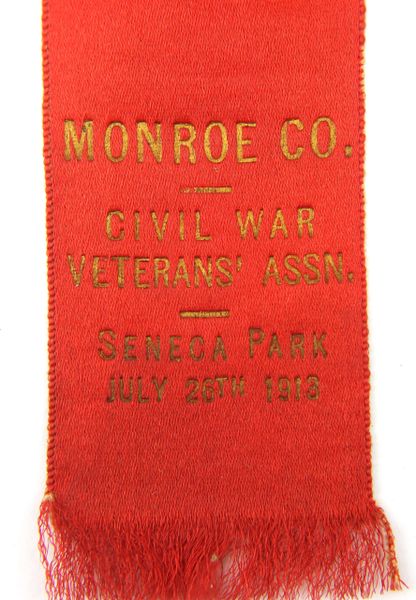 MONROE CO.
CIVIL WAR
VETERANS' ASSN.
SENECA PARK
JULY 26TH 1913